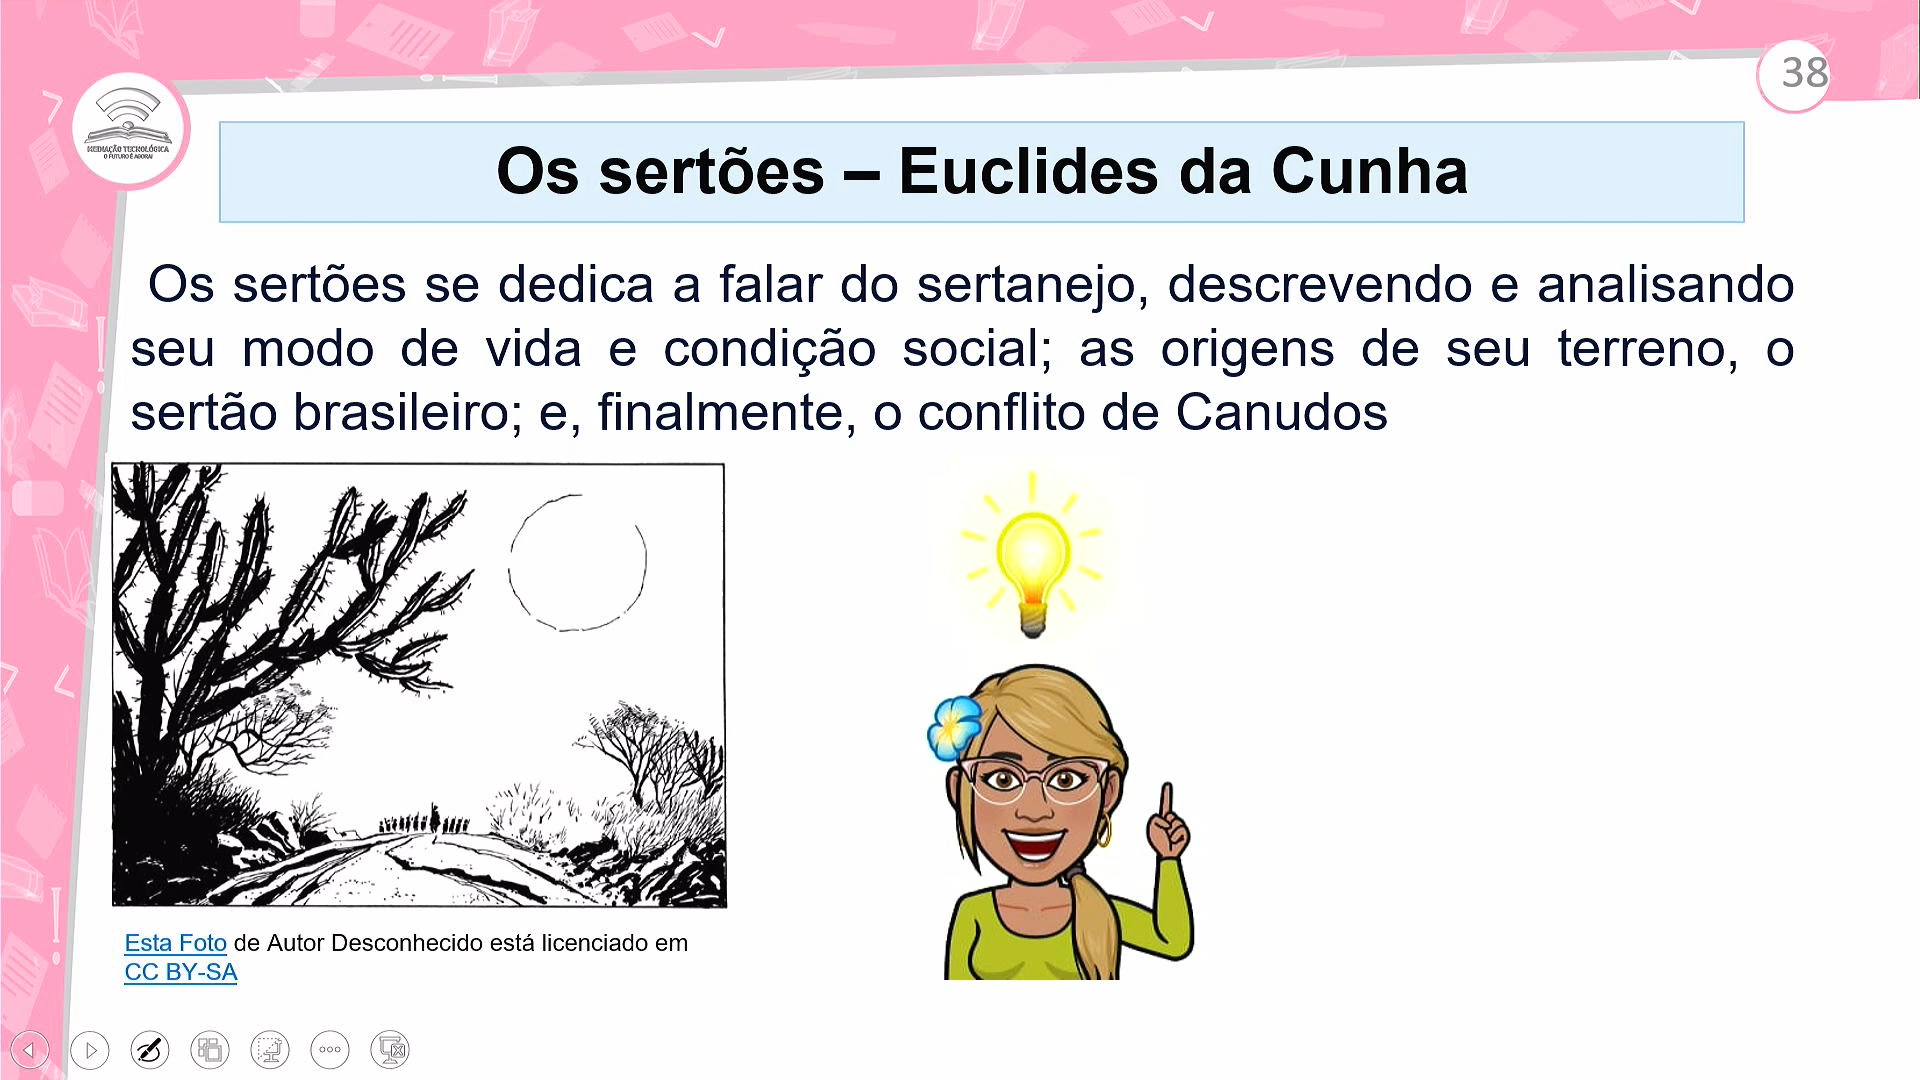 38
MEDIAÇÃO TECNOLÓGICA
O FUTURO É AGORA!
Os sertões – Euclides da Cunha
Os sertões se dedica a falar do sertanejo, descrevendo e analisando
seu modo de vida e condição social; as origens de seu terreno, o
sertão brasileiro; e, finalmente, o conflito de Canudos
Esta Foto de Autor Desconhecido está licenciado em
CC BY-SA